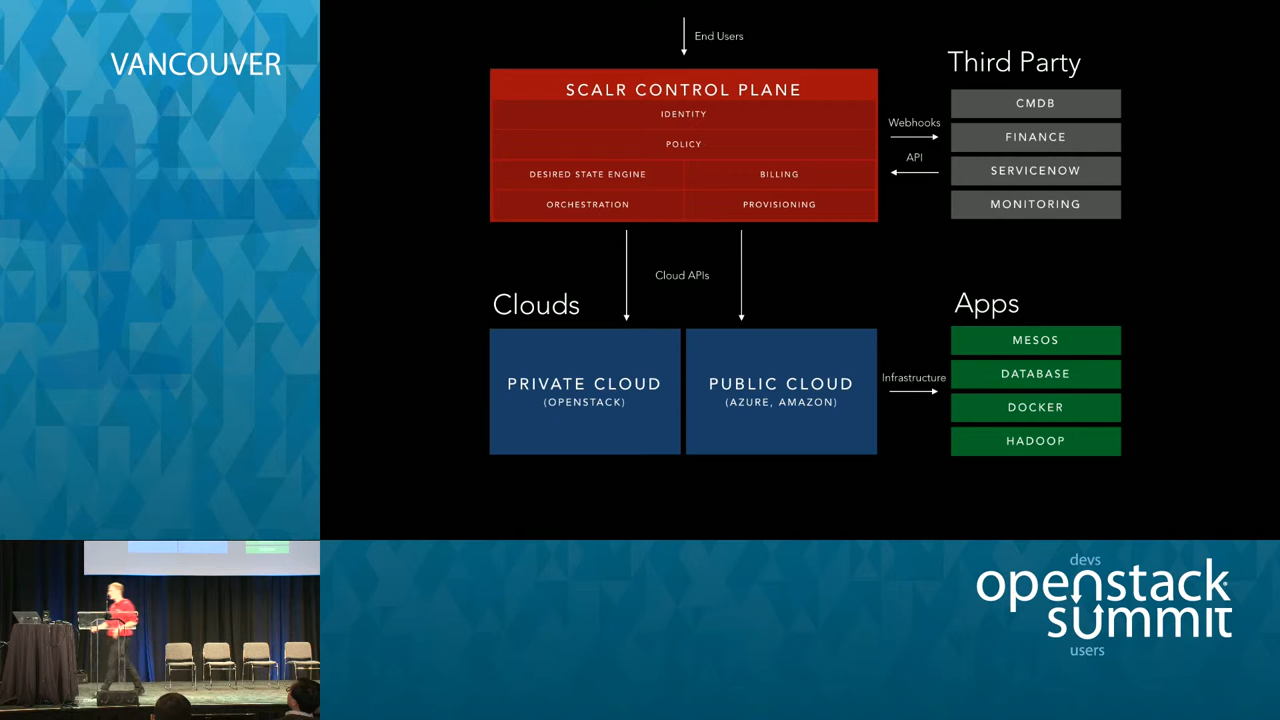 VANCOUVER
End Users
SCALR CONTROL PLANE
IDENTITY
POLICY
DESIRED STATE ENGINE
BILLING
ORCHESTRATION
PROVISIONING
Webhooks
API
Third Party
CMDB
FINANCE
SERVICENOW
MONITORING
Cloud APIs
Clouds
PRIVATE CLOUD
(OPENSTACK)
PUBLIC CLOUD
(AZURE, AMAZON)
Infrastructure
Apps
MESOS
DATABASE
DOCKER
HADOOP
devs
openstack
summit
users